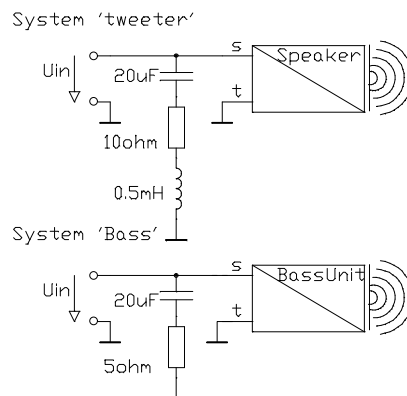 System 'tweeter'
s
Speaker
Uin
20uF
t
10ohm
0.5mH
System 'Bass'
s
BassUnit
Uin
20uF
t
5ohm